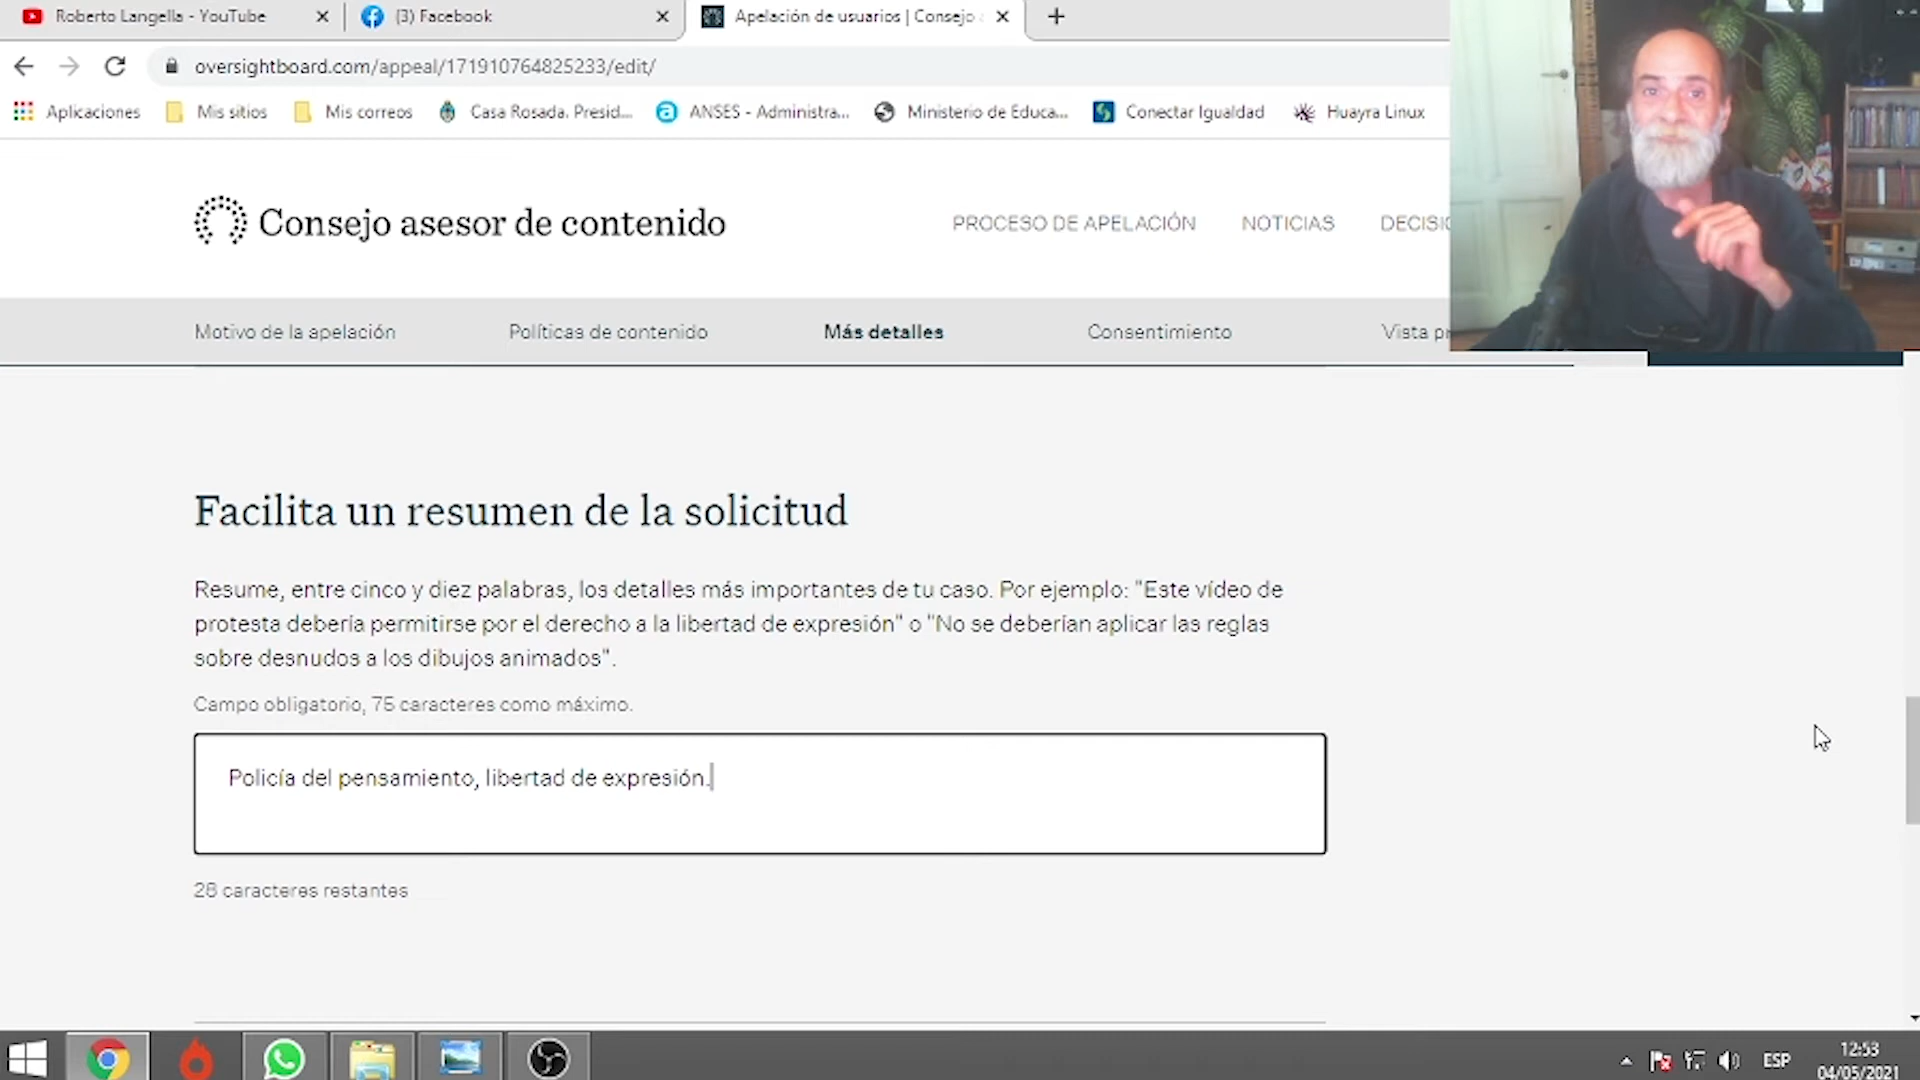 Roberto Langella - YouTube
(3) Facebook
Apelación de usuarios | Consejo
oversightboard.com/appeal/171910764825233/edit/
Aplicaciones
Mis sitios
Mis correos
Casa Rosada. Presid...
ANSES - Administra...
Ministerio de Educa...
Conectar Igualdad
Huayra Linux
Consejo asesor de contenido
PROCESO DE APELACIÓN
NOTICIAS
Motivo de la apelación
Políticas de contenido
Más detalles
Consentimiento
Vista
Facilita un resumen de la solicitud
Resume, entre cinco y diez palabras, los detalles más importantes de tu caso. Por ejemplo: "Este vídeo de
protesta debería permitirse por el derecho a la libertad de expresión" o "No se deberían aplicar las reglas
sobre desnudos a los dibujos animados".
Campo obligatorio, 75 caracteres como máximo.
Policía del pensamiento, libertad de expresión.
28 caracteres restantes
ESP
12:53
04/05/2021